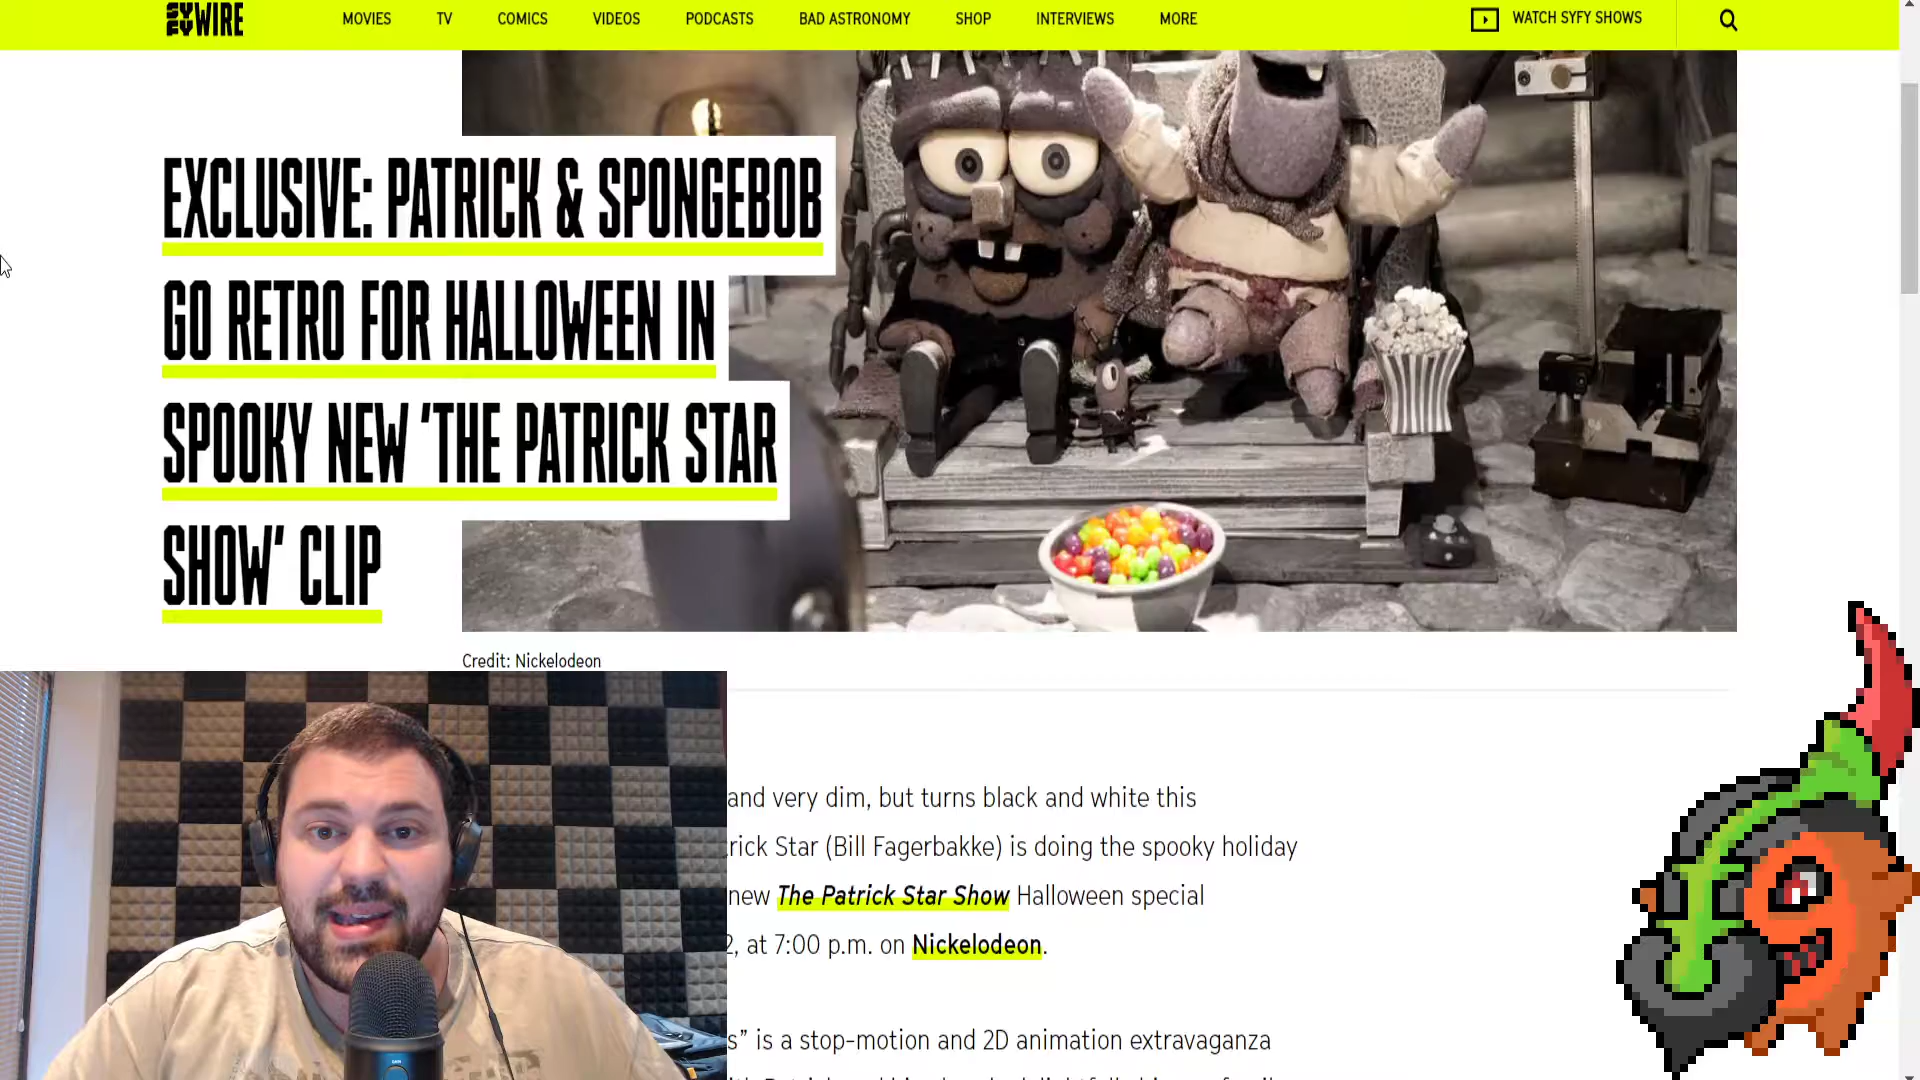 SYFY WIRE
MOVIES TV COMICS VIDEOS PODCASTS BAD ASTRONOMY SHOP INTERVIEWS MORE WATCH SYFY SHOWS
EXCLUSIVE: PATRICK & SPONGEBOB
GO RETRO FOR HALLOWEEN IN
SPOOKY NEW 'THE PATRICK STAR
SHOW' CLIP
Credit: Nickelodeon
and very dim, but turns black and white this
rick Star (Bill Fagerbakke) is doing the spooky holiday
new The Patrick Star Show Halloween special
2, at 7:00 p.m. on Nickelodeon.
s" is a stop-motion and 2D animation extravaganza